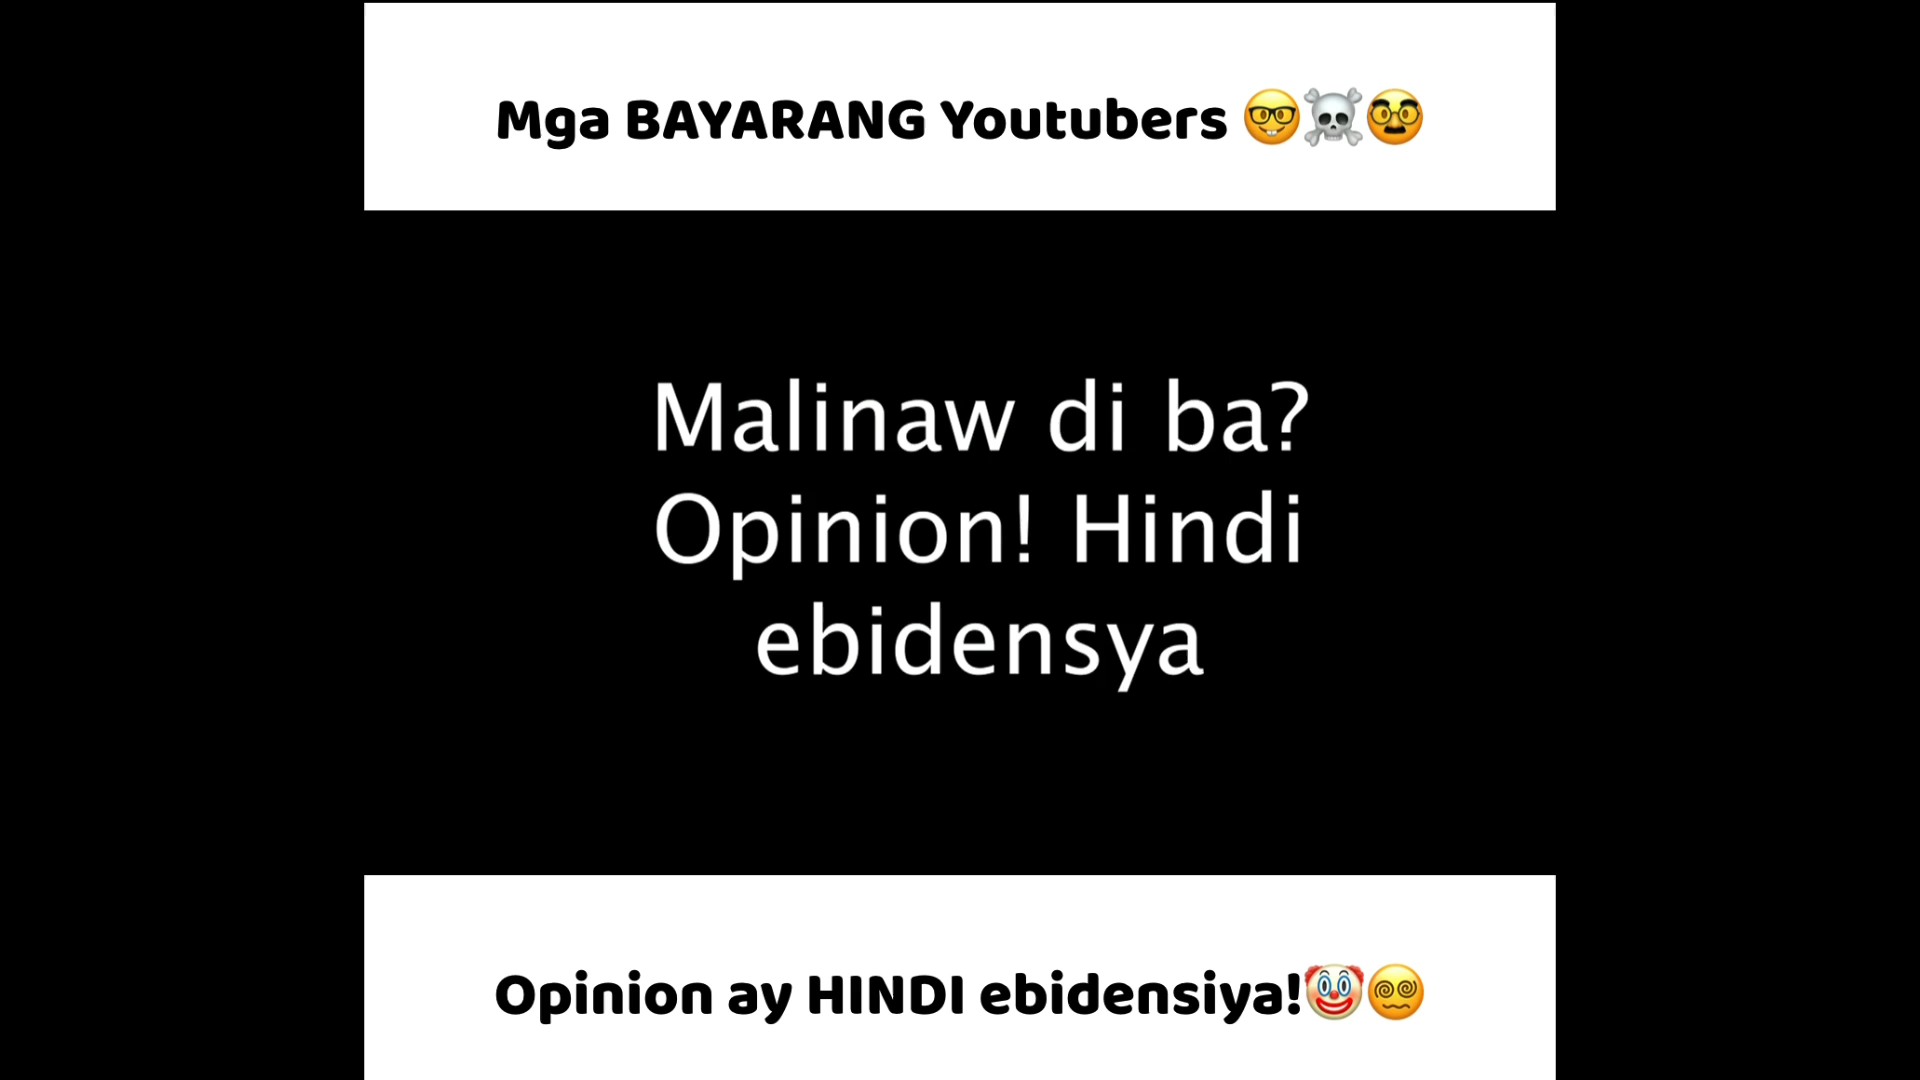 Mga BAYARANG Youtubers 🤓☠️🥸
Malinaw di ba?
Opinion! Hindi
ebidensya
Opinion ay HINDI ebidensiya!🤡😵‍💫